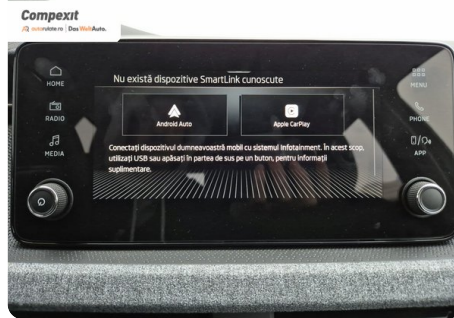 Compexit
autorulate.ro | Das WeltAuto.
Nu există dispozitive SmartLink cunoscute
HOME
MENU
Android Auto
Apple CarPlay
RADIO
PHONE
MEDIA
APP
Conectați dispozitivul dumneavoastră mobil cu sistemul Infotainment. În acest scop,
utilizați USB sau apăsați în partea de sus pe un buton, pentru informații
suplimentare.